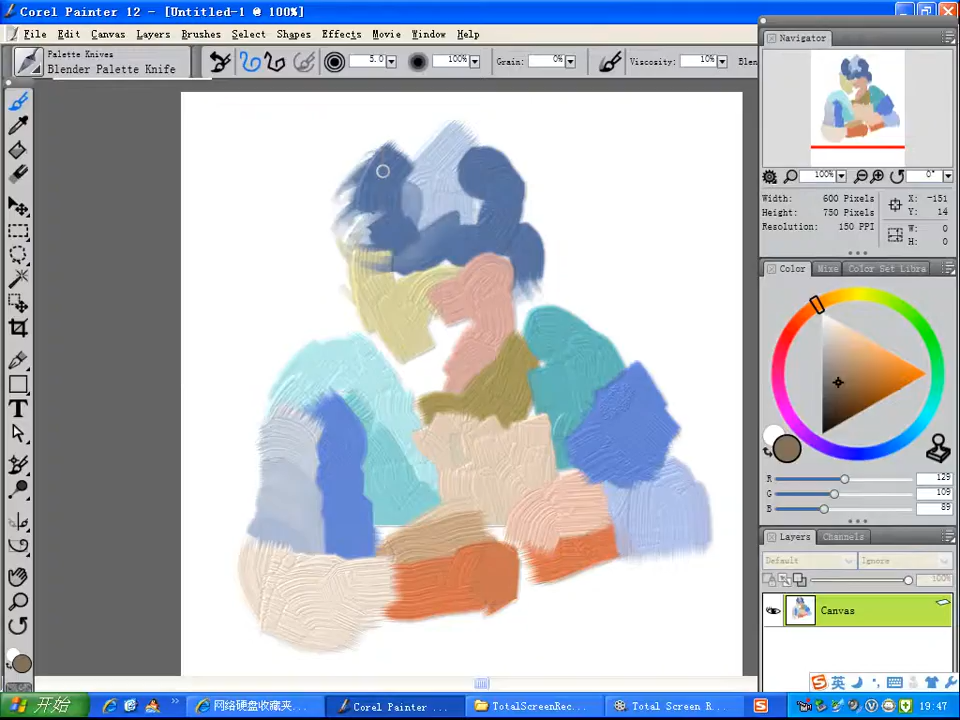 Corel Painter 12 - [Untitled-1 @ 100%]
File Edit Canvas Layers Brushes Select Shapes Effects Movie Window Help
Palette Knives
Blender Palette Knife
5.0
100%
Grain: 0%
Viscosity: 10%
Navigator
100%
0°
Width: 600 Pixels
Height: 750 Pixels
Resolution: 150 PPI
X: -151
Y: 14
W: 0
H: 0
Color
Mixe
Color Set Libra
R 129
G 109
B 89
Layers
Channels
Default
Ignore
100%
Canvas
英
开始
网络硬盘收藏夹...
Corel Painter ...
TotalScreenRec...
Total Screen R...
19:47